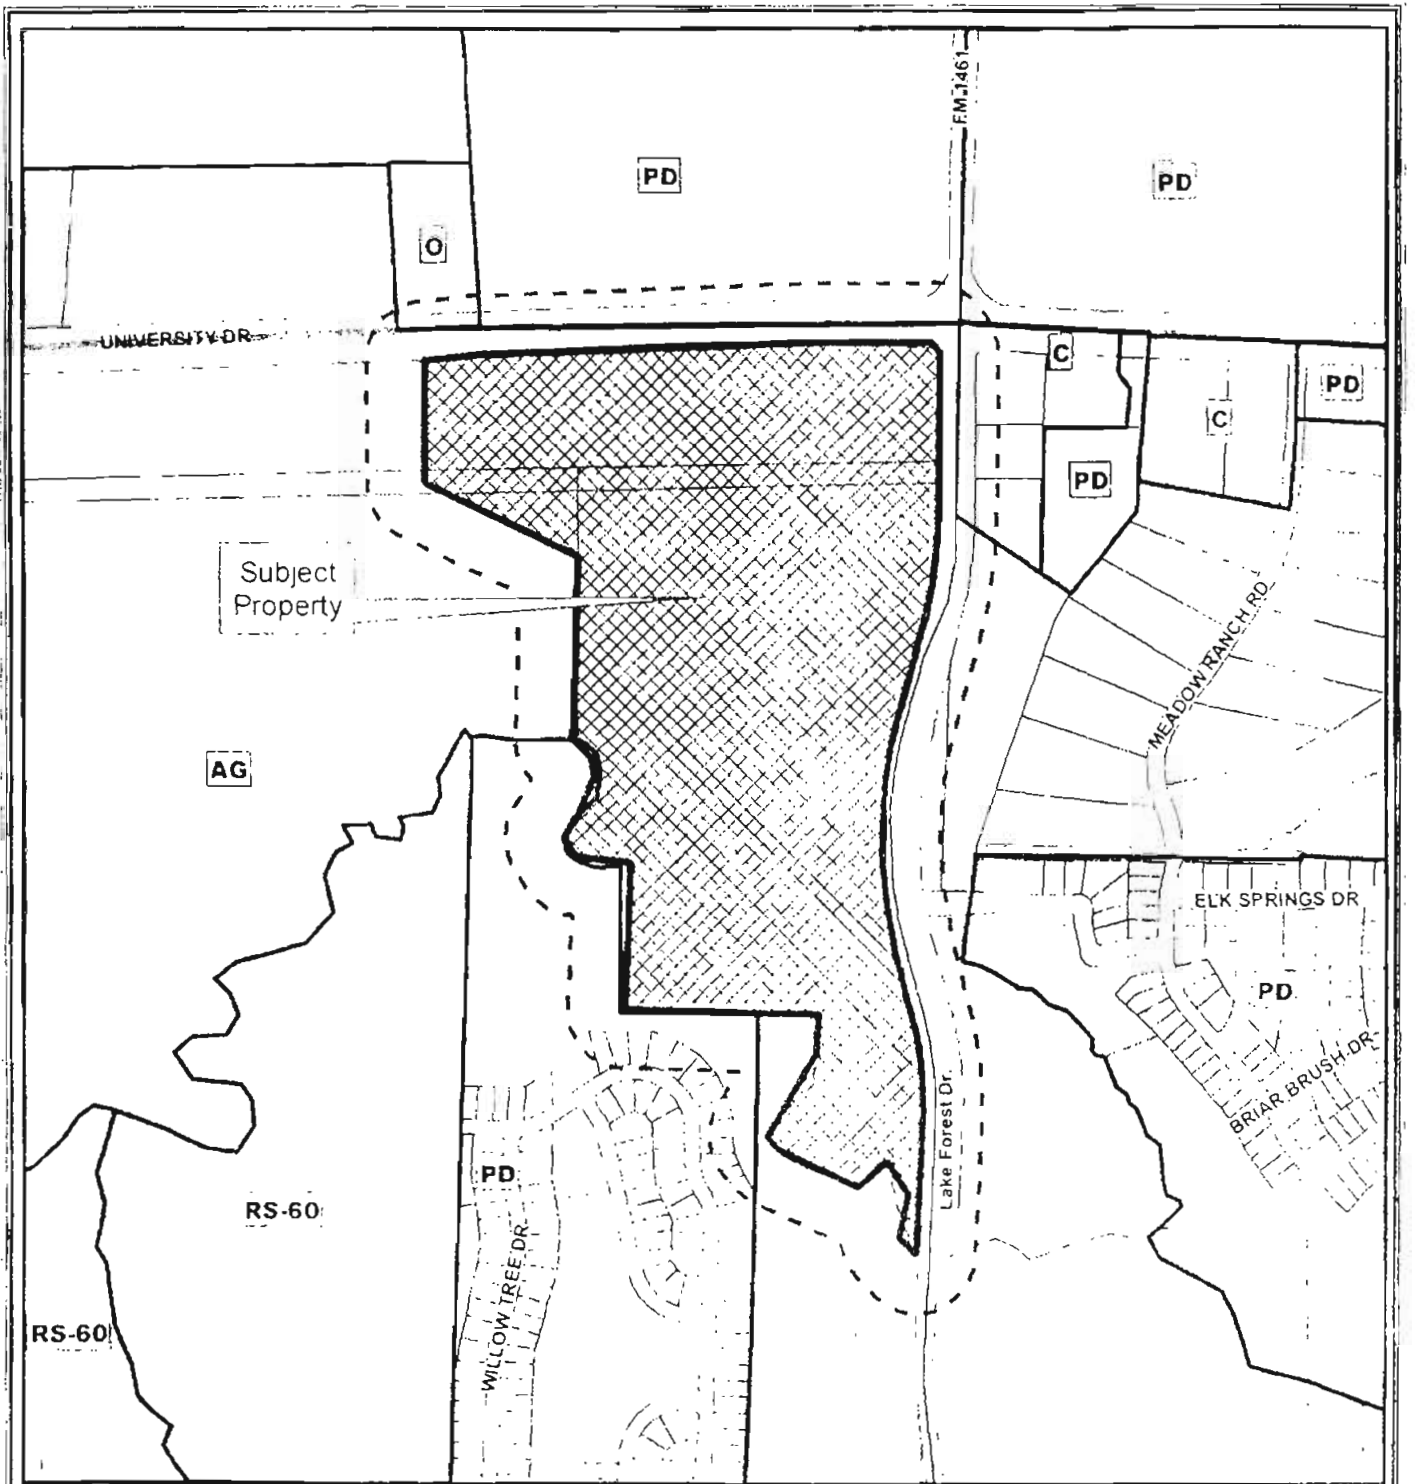 FM 1461
PD
PD
O
UNIVERSITY DR
C
PD
C
PD
Subject
Property
MEADOW RANCH RD
AG
ELK SPRINGS DR
PD
BRIAR BRUSH DR
Lake Forest Dr.
PD
RS-60
WILLOW TREE DR
RS-60